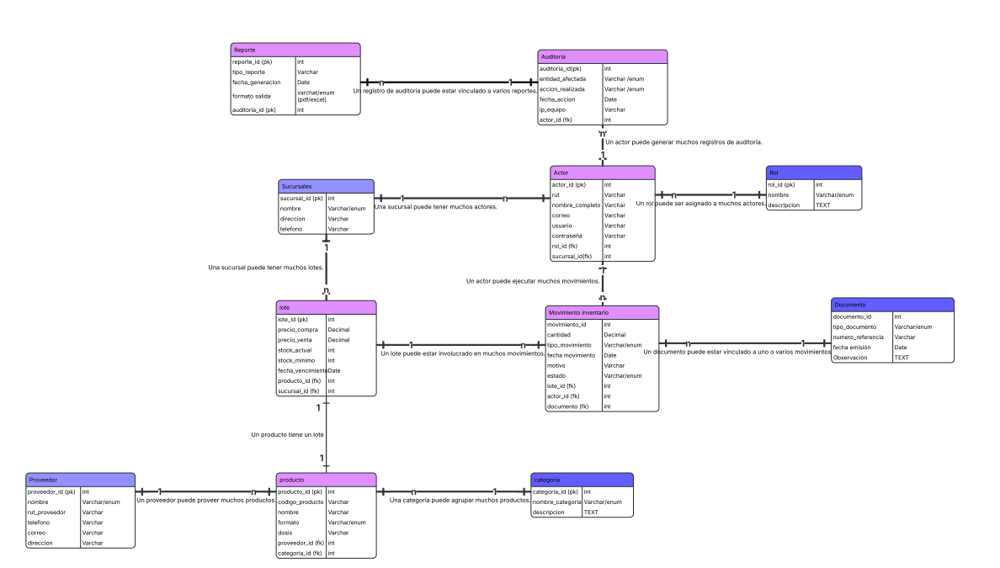 Reporte
reporte_id (pk) int
tipo_reporte Varchar
fecha_generacion Date
formato salida varchat/enum (pdf/excel)
auditoria_id (pk) int
n 1
Un registro de auditoría puede estar vinculado a varios reportes.
Auditoria
auditoria_id(pk) int
entidad_afectada Varchar /enum
accion_realizada Varchar /enum
fecha_accion Date
ip_equipo Varchar
actor_id (fk) int
n
Un actor puede generar muchos registros de auditoría.
1
Sucursales
sucursal_id (pk) int
nombre Varchar/enum
direccion Varchar
telefono Varchar
1 n
Una sucursal puede tener muchos actores.
Actor
actor_id (pk) int
rut Varchar
nombre_completo Varchar
correo Varchar
usuario Varchar
contraseña Varchar
rol_id (fk) int
sucursal_id(fk) int
n 1
Un rol puede ser asignado a muchos actores.
Rol
rol_id (pk) int
nombre Varchar/enum
descripcion TEXT
1
Una sucursal puede tener muchos lotes.
n
1
Un actor puede ejecutar muchos movimientos.
n
lote
lote_id (pk) int
precio_compra Decimal
precio_venta Decimal
stock_actual int
stock_minimo int
fecha_vencimiento Date
producto_id (fk) int
sucursal_id (fk) int
1 n
Un lote puede estar involucrado en muchos movimientos.
Movimiento inventario
movimiento_id int
cantidad Decimal
tipo_movimiento Varchar/enum
fecha movimiento Date
motivo Varchar
estado Varchar/enum
lote_id (fk) int
actor_id (fk) int
documento (fk) int
n 1
Un documento puede estar vinculado a uno o varios movimientos
Documento
documento_id int
tipo_documento Varchar/enum
numero_referencia Varchar
fecha emisión Date
Observación TEXT
1
Un producto tiene un lote
1
Proveedor
proveedor_id (pk) int
nombre Varchar/enum
rut_proveedor Varchar
telefono Varchar
correo Varchar
direccion Varchar
1 n
Un proveedor puede proveer muchos productos.
producto
producto_id (pk) int
codigo_producto Varchar
nombre Varchar
formato Varchar/enum
dosis Varchar
proveedor_id (fk) int
categoria_id (fk) int
n 1
Una categoría puede agrupar muchos productos.
categoria
categoria_id (pk) int
nombre_categoria Varchar/enum
descripcion TEXT